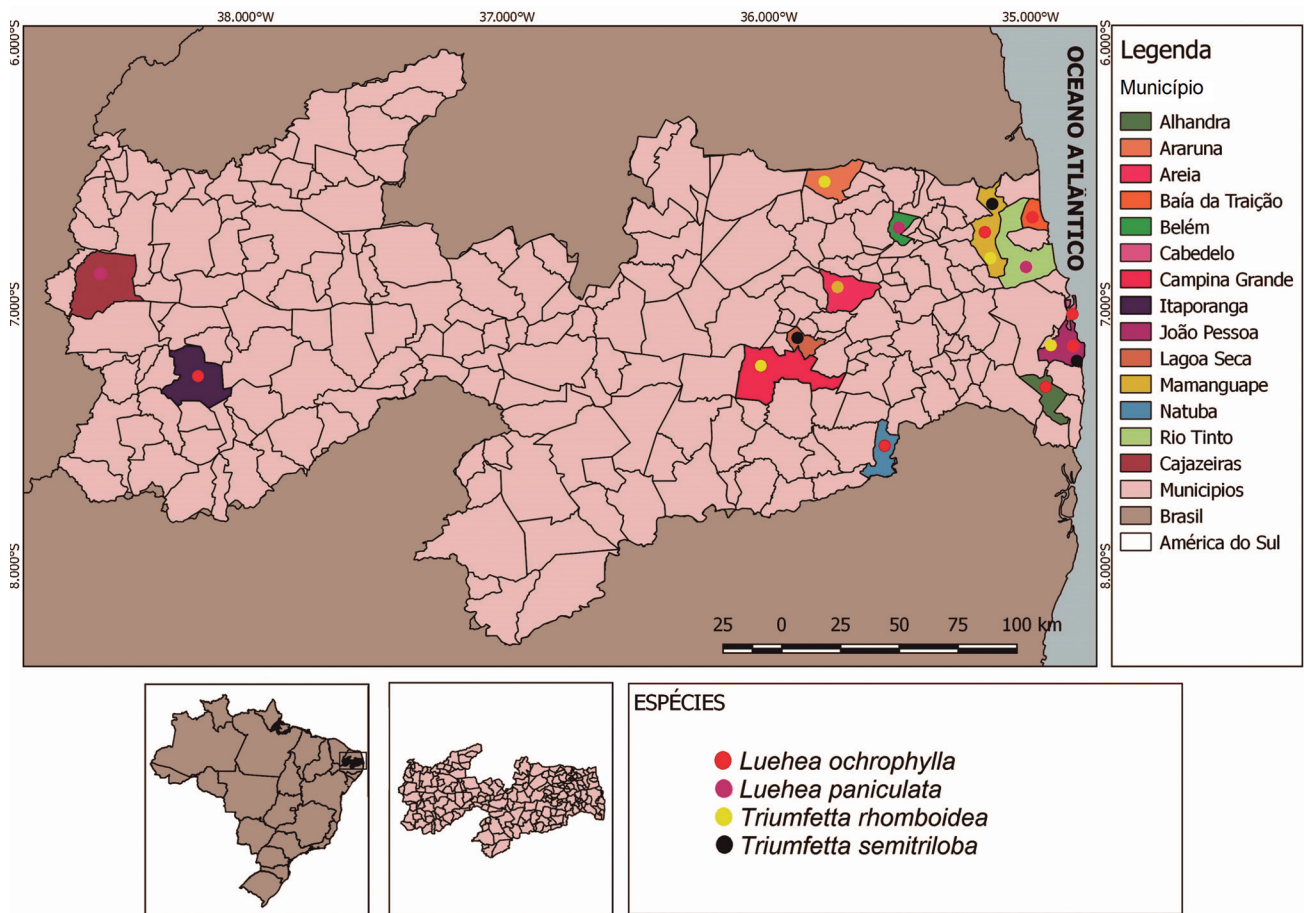 38.000°W 37.000°W 36.000°W 35.000°W
6.000°S 6.000°S
7.000°S 7.000°S
8.000°S 8.000°S
OCEANO ATLÂNTICO
25 0 25 50 75 100 km
Legenda
Município
Alhandra
Araruna
Areia
Baía da Traição
Belém
Cabedelo
Campina Grande
Itaporanga
João Pessoa
Lagoa Seca
Mamanguape
Natuba
Rio Tinto
Cajazeiras
Municipios
Brasil
América do Sul
ESPÉCIES
Luehea ochrophylla
Luehea paniculata
Triumfetta rhomboidea
Triumfetta semitriloba